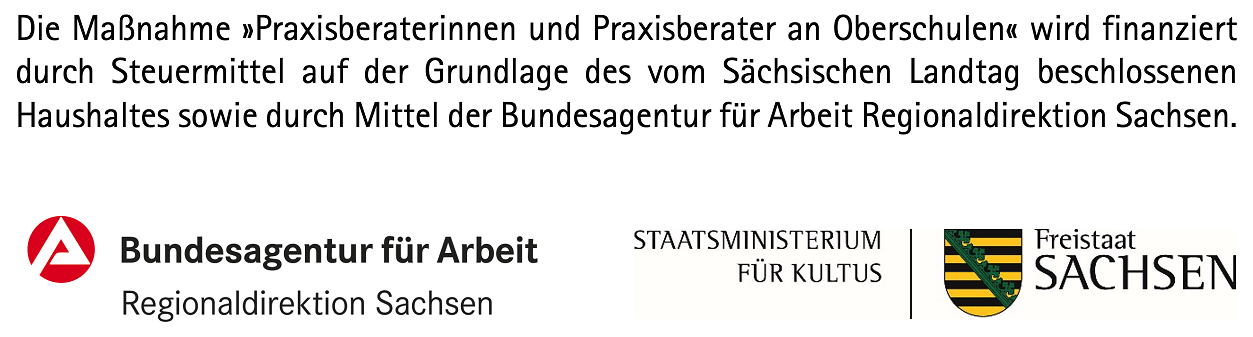 Die Maßnahme »Praxisberaterinnen und Praxisberater an Oberschulen« wird finanziert
durch Steuermittel auf der Grundlage des vom Sächsischen Landtag beschlossenen
Haushaltes sowie durch Mittel der Bundesagentur für Arbeit Regionaldirektion Sachsen.
Bundesagentur für Arbeit
Regionaldirektion Sachsen
STAATSMINISTERIUM
FÜR KULTUS
Freistaat
SACHSEN